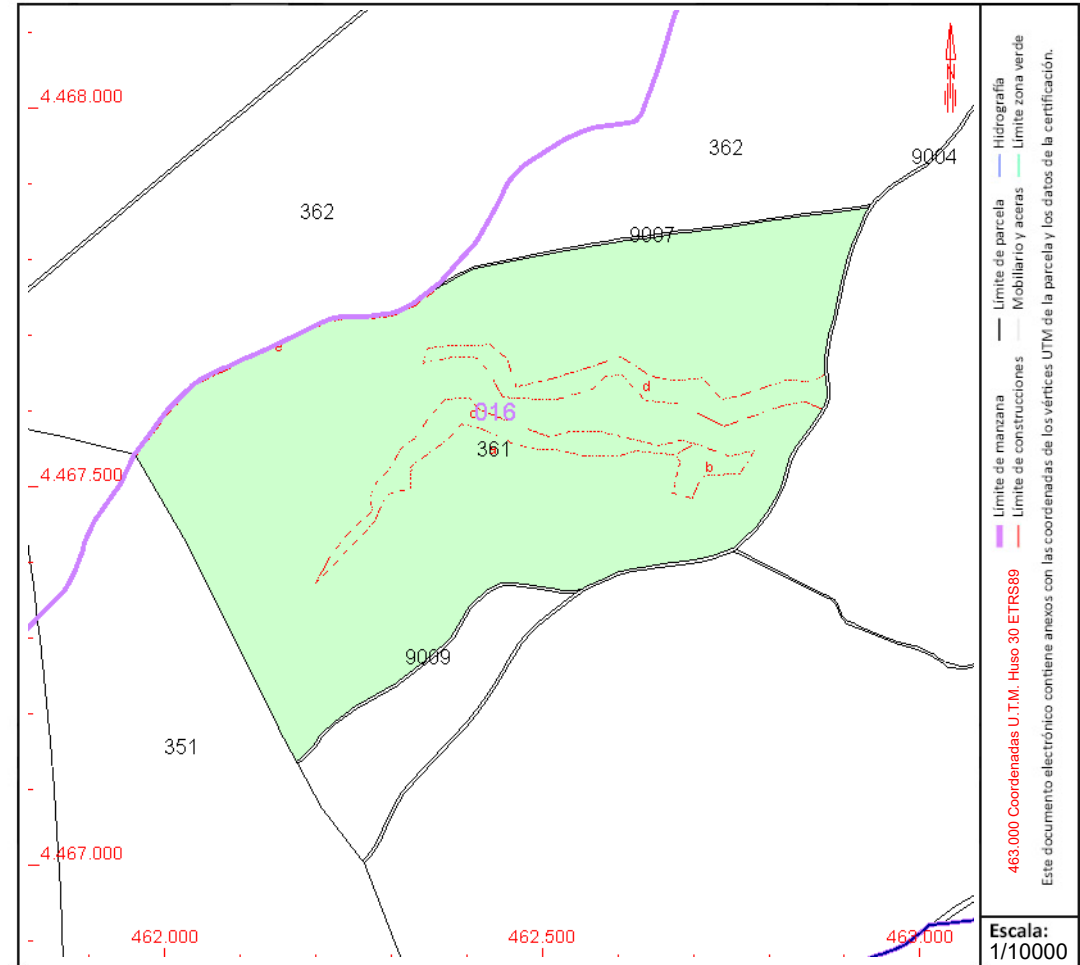 4.468.000
362
9004
362
9007
e
d
016
c
361
a
4.467.500
b
9009
351
4.467.000
462.000
462.500
463.000
N
Límite de manzana
Límite de parcela
Hidrografía
Límite de construcciones
Mobiliario y aceras
Límite zona verde
463.000 Coordenadas U.T.M. Huso 30 ETRS89
Este documento electrónico contiene anexos con las coordenadas de los vértices UTM de la parcela y los datos de la certificación.
Escala:
1/10000